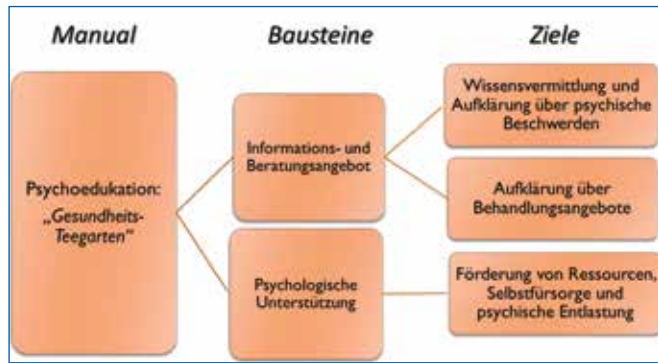 Manual
Bausteine
Ziele
Psychoedukation:
„Gesundheits-
Teegarten“
Informations- und
Beratungsangebot
Psychologische
Unterstützung
Wissensvermittlung und
Aufklärung über psychische
Beschwerden
Aufklärung über
Behandlungsangebote
Förderung von Ressourcen,
Selbstfürsorge und
psychische Entlastung